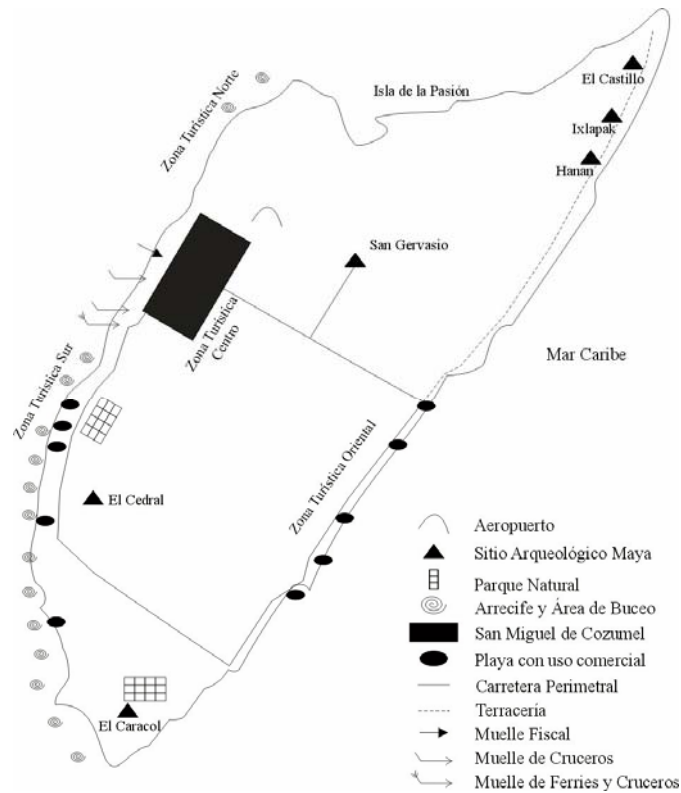 El Castillo
Isla de la Pasión
Zona Turística Norte
Ixlapak
Hanan
San Gervasio
Zona Turística
Centro
Mar Caribe
Zona Turística Sur
Zona Turística Oriental
El Cedral
El Caracol
Aeropuerto
Sitio Arqueológico Maya
Parque Natural
Arrecife y Área de Buceo
San Miguel de Cozumel
Playa con uso comercial
Carretera Perimetral
Terracería
Muelle Fiscal
Muelle de Cruceros
Muelle de Ferries y Cruceros